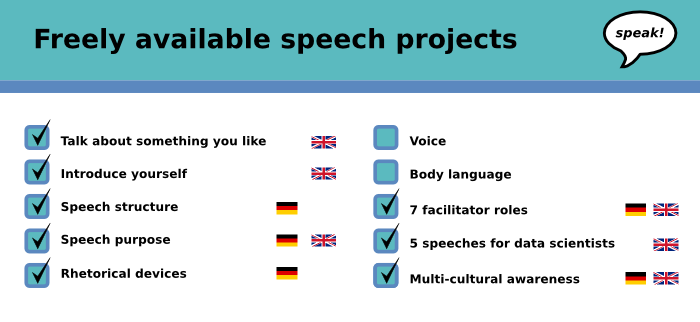 Freely available speech projects
speak!
Talk about something you like
Introduce yourself
Speech structure
Speech purpose
Rhetorical devices
Voice
Body language
7 facilitator roles
5 speeches for data scientists
Multi-cultural awareness